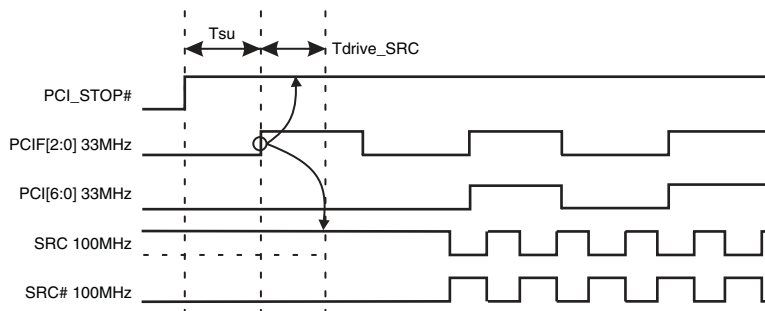 Tsu
Tdrive_SRC
PCI_STOP#
PCIF[2:0] 33MHz
PCI[6:0] 33MHz
SRC 100MHz
SRC# 100MHz